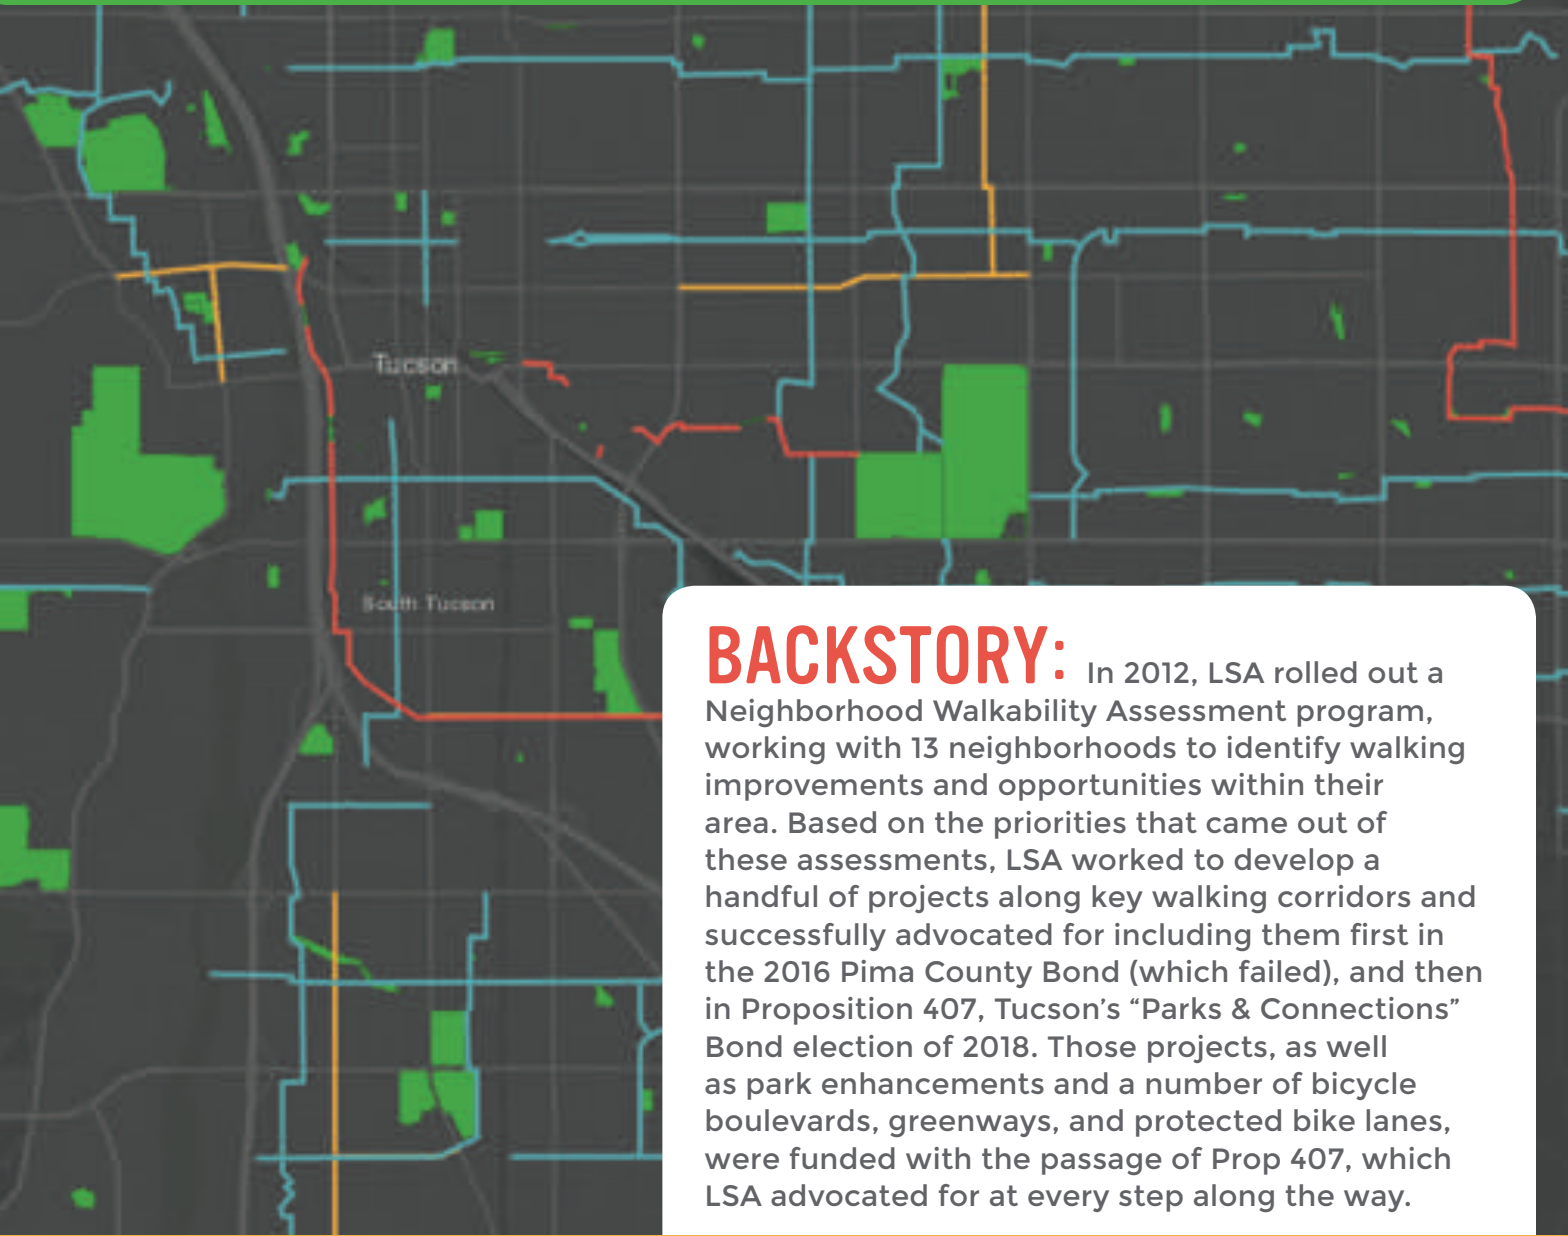 Tucson
South Tucson
BACKSTORY: In 2012, LSA rolled out a
Neighborhood Walkability Assessment program,
working with 13 neighborhoods to identify walking
improvements and opportunities within their
area. Based on the priorities that came out of
these assessments, LSA worked to develop a
handful of projects along key walking corridors and
successfully advocated for including them first in
the 2016 Pima County Bond (which failed), and then
in Proposition 407, Tucson’s “Parks & Connections”
Bond election of 2018. Those projects, as well
as park enhancements and a number of bicycle
boulevards, greenways, and protected bike lanes,
were funded with the passage of Prop 407, which
LSA advocated for at every step along the way.